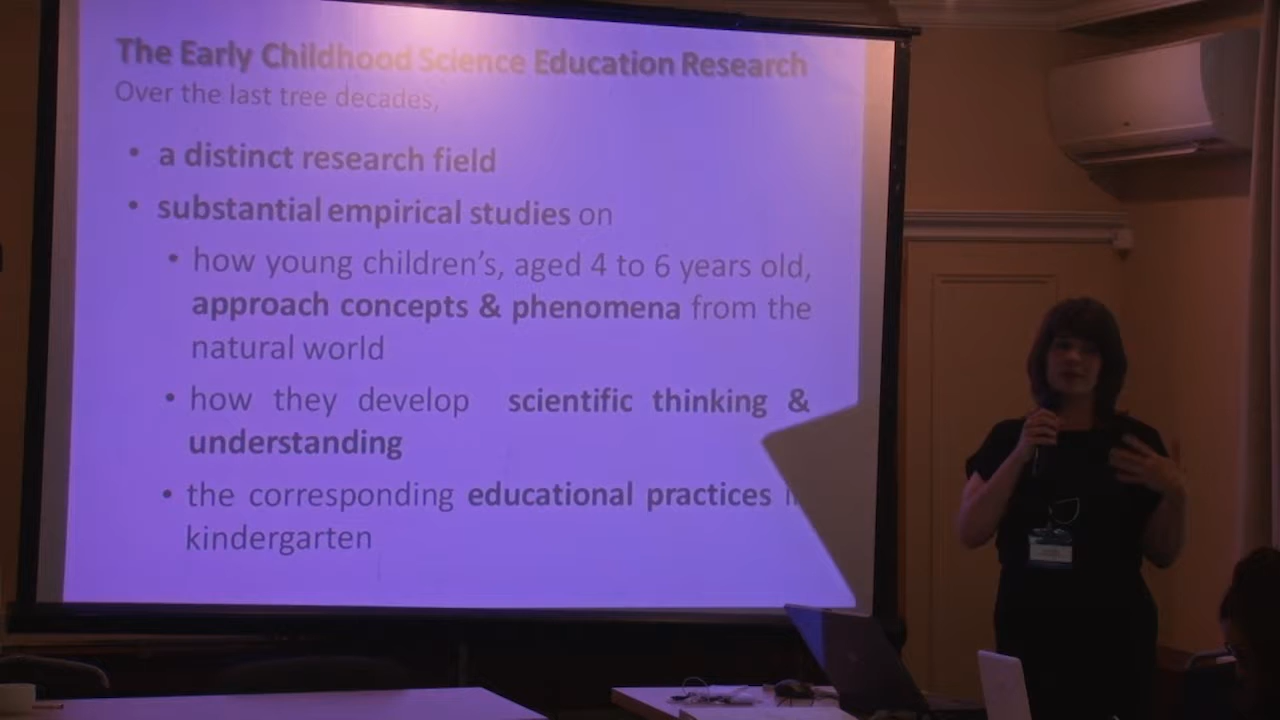 The Early Childhood Science Education Research
Over the last tree decades,
• a distinct research field
• substantial empirical studies on
• how young children's, aged 4 to 6 years old,
approach concepts & phenomena from the
natural world
• how they develop scientific thinking &
understanding
• the corresponding educational practices
kindergarten